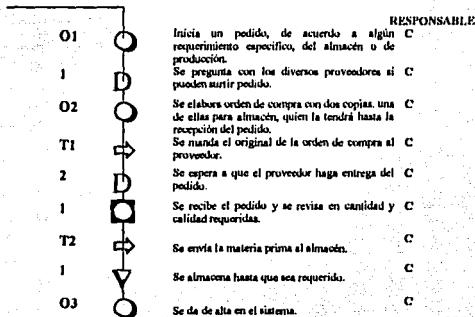 RESPONSABLE
O1 Inicia un pedido, de acuerdo a algún C
requerimiento especifico, del almacén o de
producción.
1 Se pregunta con los diversos proveedores si C
D pueden surtir pedido.
O2 Se elabora orden de compra con dos copias, una C
de ellas para almacén, quien la tendrá hasta la
recepción del pedido.
T1 Se manda el original de la orden de compra al C
proveedor.
2 D Se espera a que el proveedor haga entrega del C
pedido.
1 Se recibe el pedido y se revisa en cantidad y C
calidad requeridas.
T2 Se envía la materia prima al almacén. C
1 Se almacena hasta que sea requerido. C
O3 Se da de alta en el sistema. C